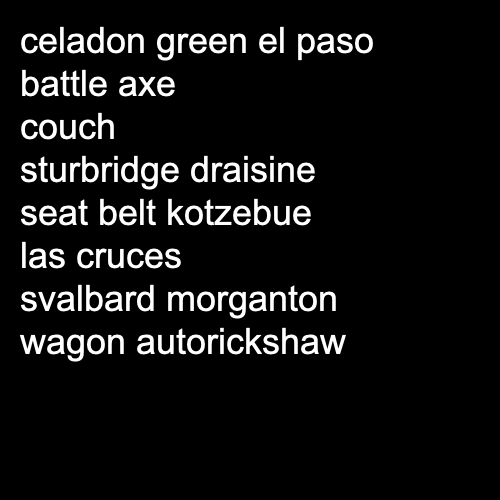 celadon green el paso
battle axe
couch
sturbridge draisine
seat belt kotzebue
las cruces
svalbard morganton
wagon autorickshaw